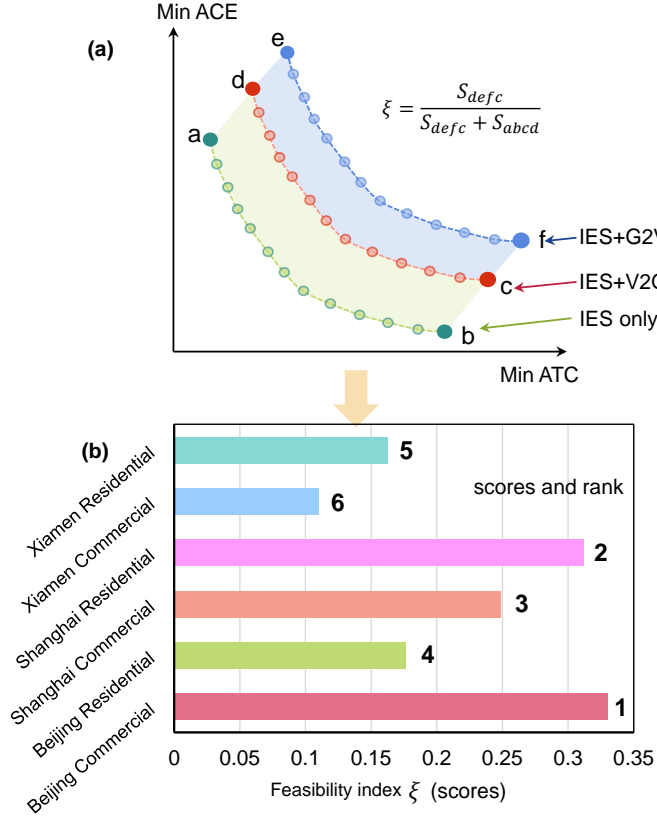 Min ACE
(a)
e
d
a
ξ = S_defc / (S_defc + S_abcd)
f
IES+G2V
c
IES+V2G
b
IES only
Min ATC
(b)
scores and rank
Xiamen Residential
5
Xiamen Commercial
6
Shanghai Residential
2
Shanghai Commercial
3
Beijing Residential
4
Beijing Commercial
1
0 0.05 0.1 0.15 0.2 0.25 0.3 0.35
Feasibility index ξ (scores)